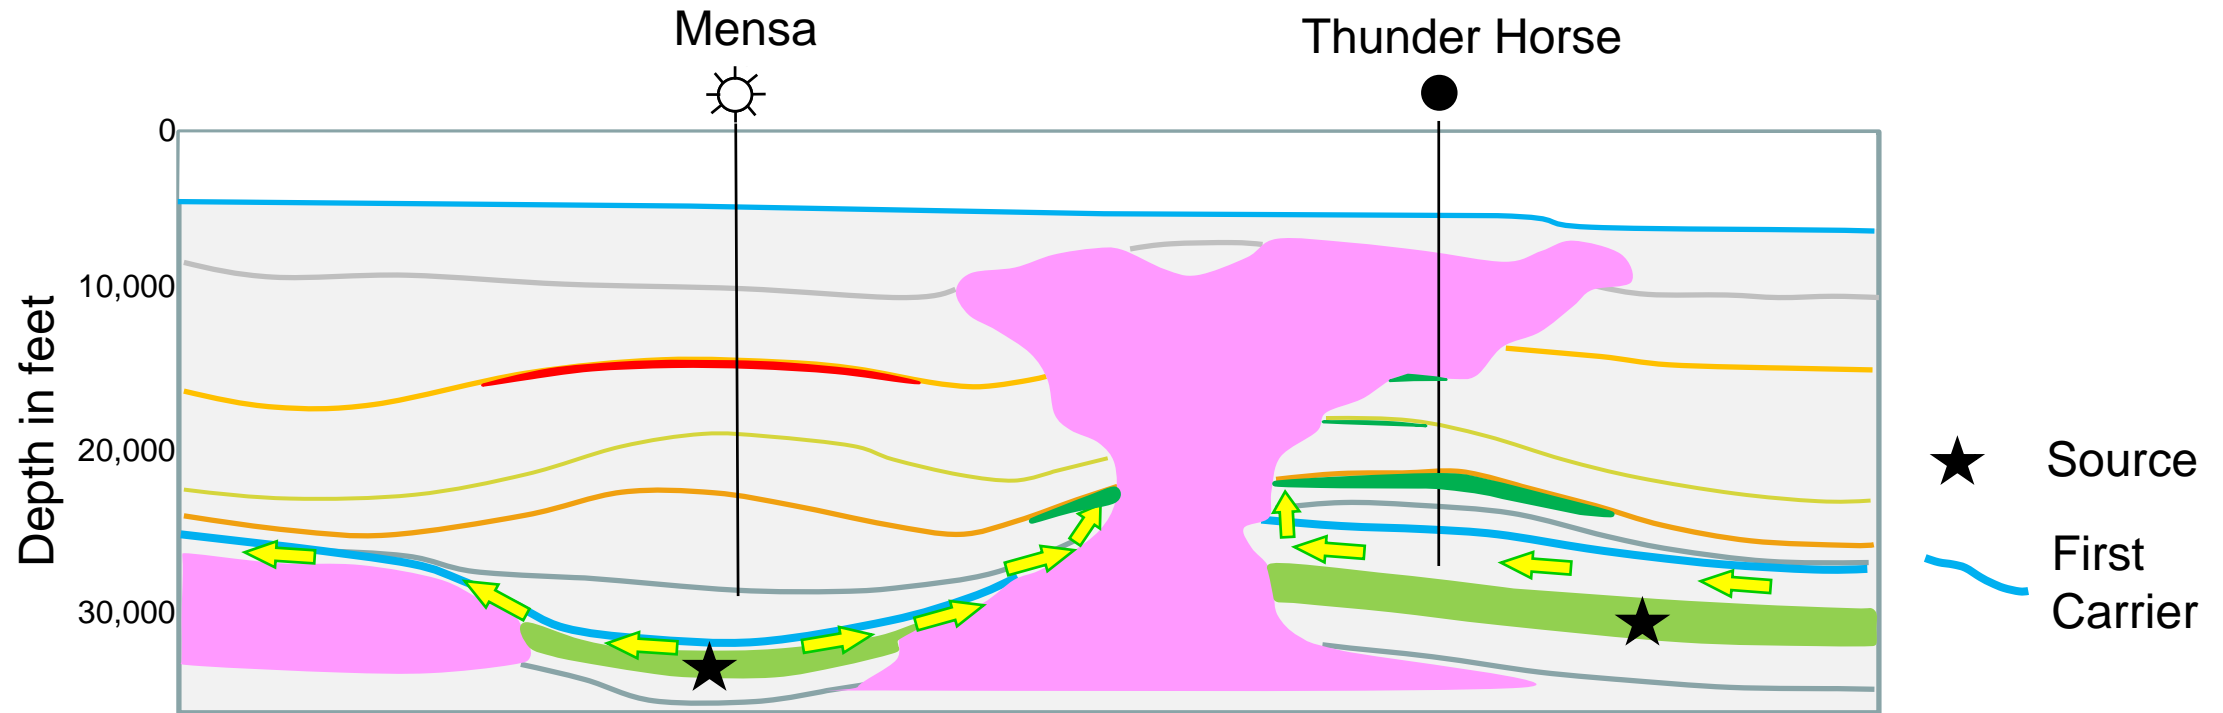 Mensa
Thunder Horse
0
10,000
20,000
30,000
Depth in feet
Source
First
Carrier